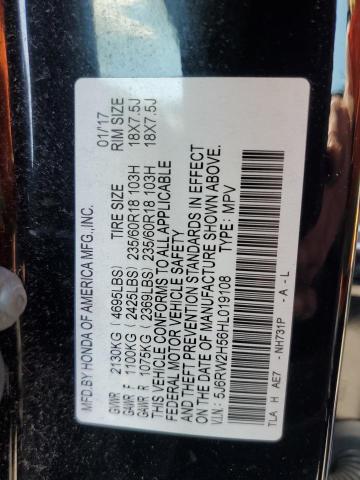 MFD.BY HONDA OF AMERICA MFG.,INC. 01/17
GVWR 2130KG (4695LBS) TIRE SIZE RIM SIZE
GAWR F 1100KG (2425LBS) 235/60R18 103H 18X7.5J
GAWR R 1075KG (2369LBS) 235/60R18 103H 18X7.5J
THIS VEHICLE CONFORMS TO ALL APPLICABLE
FEDERAL MOTOR VEHICLE SAFETY
AND THEFT PREVENTION STANDARDS IN EFFECT
ON THE DATE OF MANUFACTURE SHOWN ABOVE.
V.I.N.: 5J6RW2H56HL019108 TYPE: MPV
TLA H AE7 -NH731P -A-L